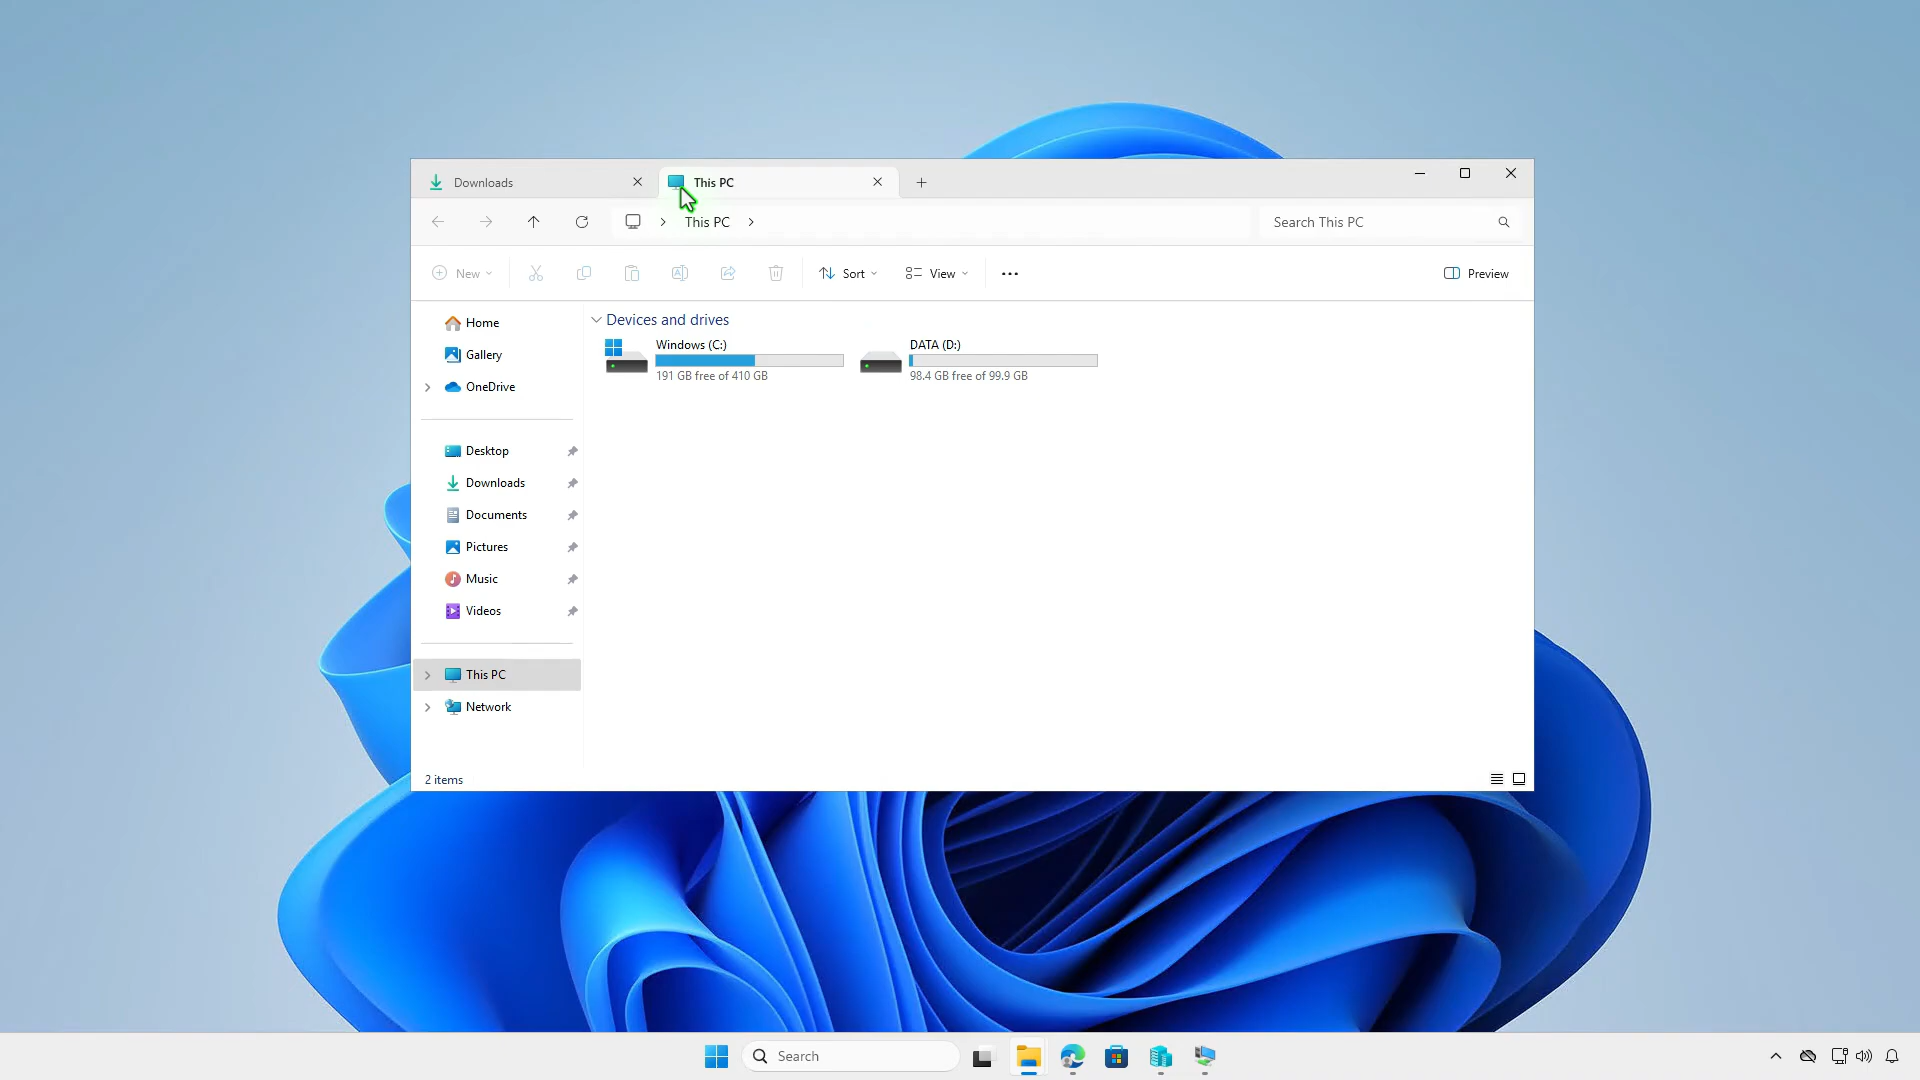 Downloads
This PC
This PC
Search This PC
New
Sort
View
Preview
Home
Gallery
OneDrive
Desktop
Downloads
Documents
Pictures
Music
Videos
This PC
Network
Devices and drives
Windows (C:)
191 GB free of 410 GB
DATA (D:)
98.4 GB free of 99.9 GB
2 items
Search